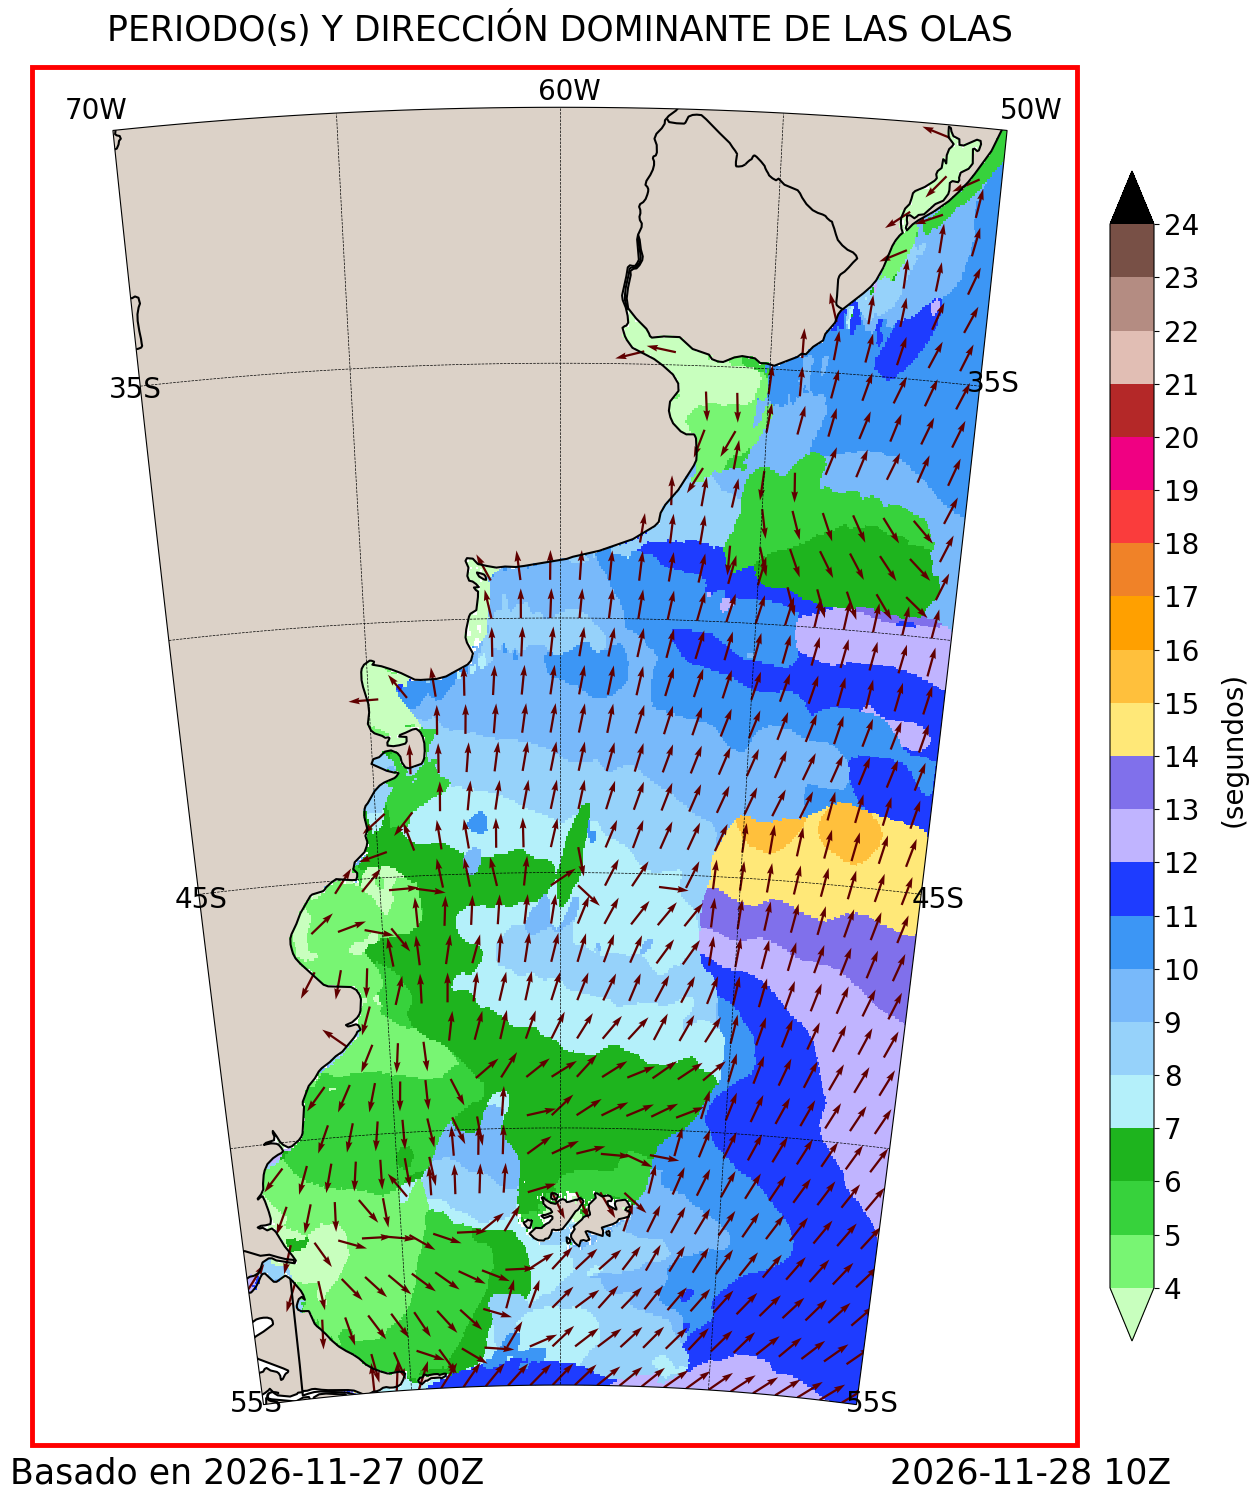 PERIODO(s) Y DIRECCIÓN DOMINANTE DE LAS OLAS
70W
60W
50W
35S
35S
45S
45S
55S
55S
24
23
22
21
20
19
18
17
16
15
14
13
12
11
10
9
8
7
6
5
4
(segundos)
Basado en 2026-11-27 00Z
2026-11-28 10Z